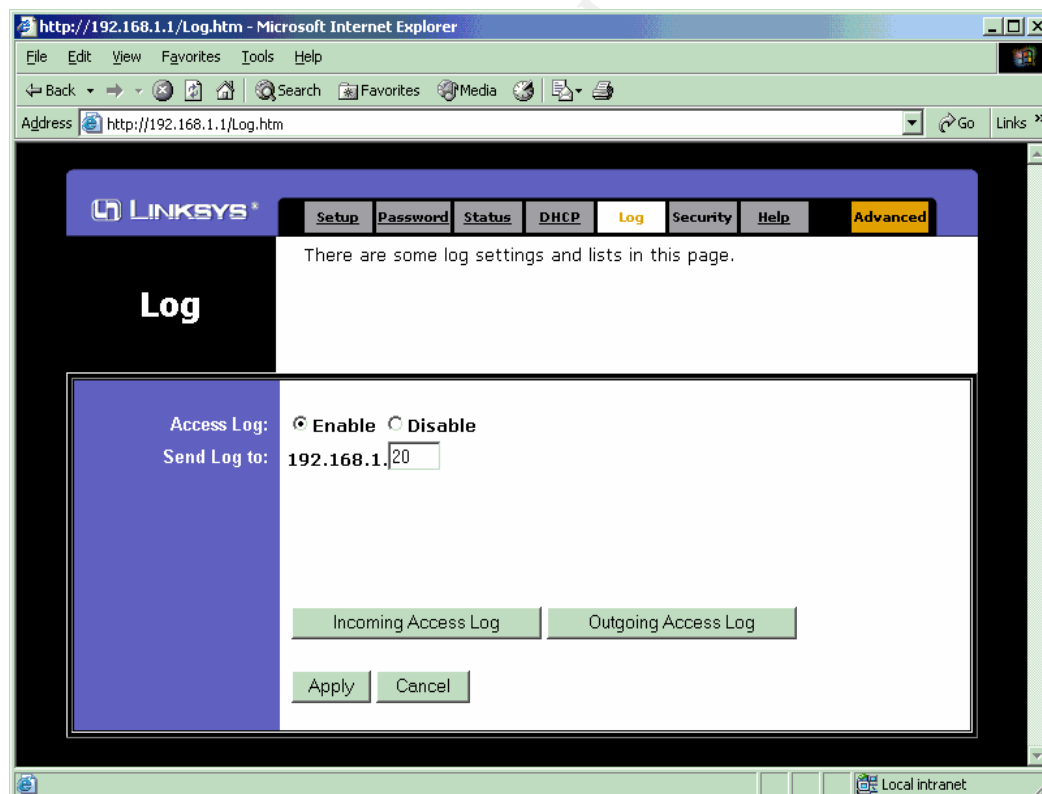 http://192.168.1.1/Log.htm - Microsoft Internet Explorer
File Edit View Favorites Tools Help
Back Search Favorites Media
Address http://192.168.1.1/Log.htm Go Links »
LINKSYS®
Setup Password Status DHCP Log Security Help Advanced
There are some log settings and lists in this page.
Log
Access Log: Enable Disable
Send Log to: 192.168.1.20
Incoming Access Log Outgoing Access Log
Apply Cancel
Local intranet